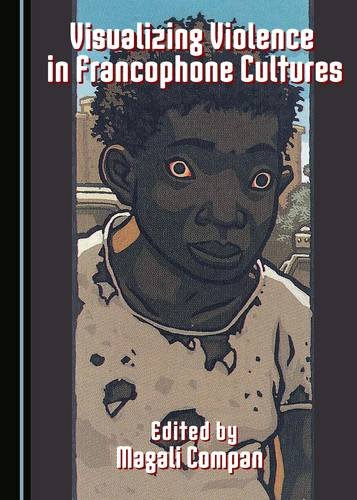 Visualizing Violence
in Francophone Cultures
Edited by
Magali Compan